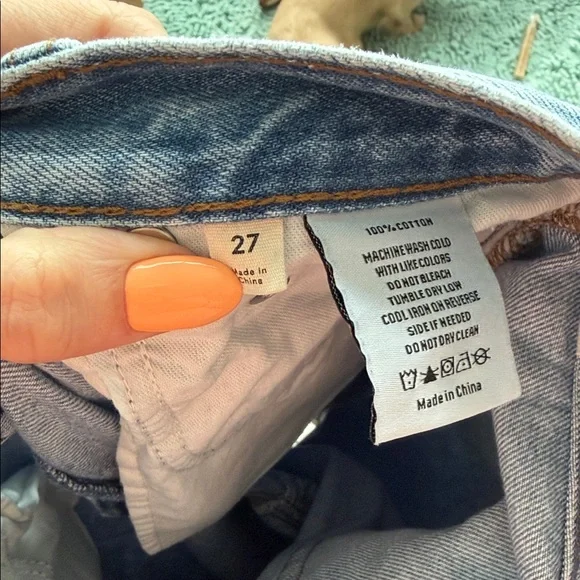 27
Made in
China
100% COTTON
MACHINE WASH COLD
WITH LIKE COLORS
DO NOT BLEACH
TUMBLE DRY LOW
COOL IRON ON REVERSE
SIDE IF NEEDED
DO NOT DRY CLEAN
Made in China